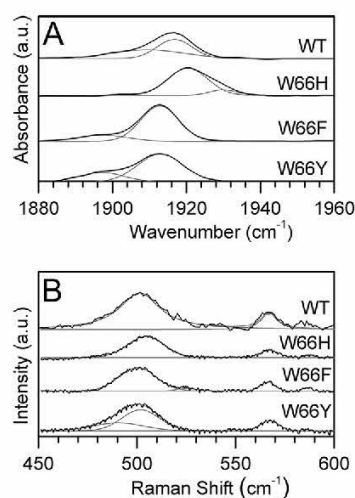 A
WT
W66H
W66F
W66Y
Absorbance (a.u.)
1880 1900 1920 1940 1960
Wavenumber (cm⁻¹)
B
WT
W66H
W66F
W66Y
Intensity (a.u.)
450 500 550 600
Raman Shift (cm⁻¹)